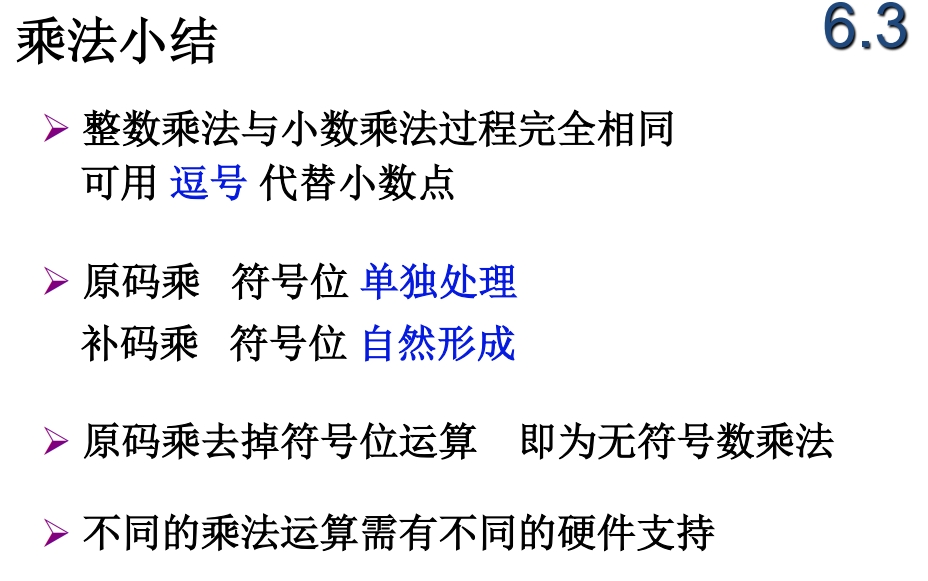 乘法小结
6.3
整数乘法与小数乘法过程完全相同
可用 逗号 代替小数点
原码乘 符号位 单独处理
补码乘 符号位 自然形成
原码乘去掉符号位运算 即为无符号数乘法
不同的乘法运算需有不同的硬件支持